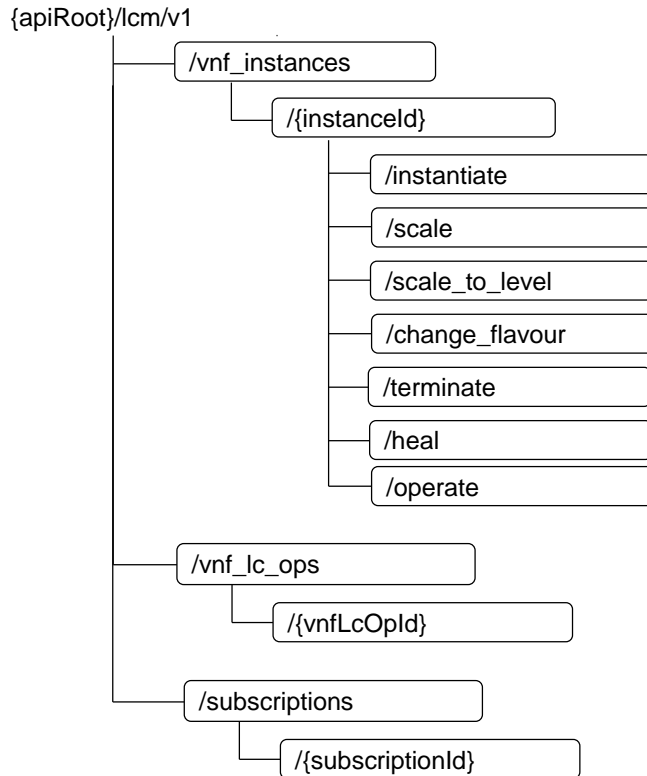 {apiRoot}/lcm/v1
/vnf_instances
/{instanceId}
/instantiate
/scale
/scale_to_level
/change_flavour
/terminate
/heal
/operate
/vnf_lc_ops
/{vnfLcOpId}
/subscriptions
/{subscriptionId}